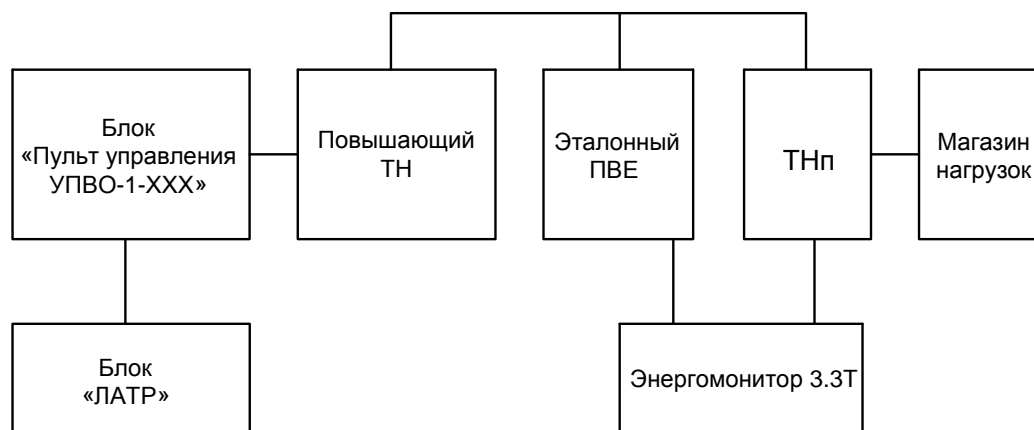 Блок
«Пульт управления
УПВО-1-ХХХ»
Повышающий
ТН
Эталонный
ПВЕ
ТНп
Магазин
нагрузок
Блок
«ЛАТР»
Энергомонитор 3.3Т